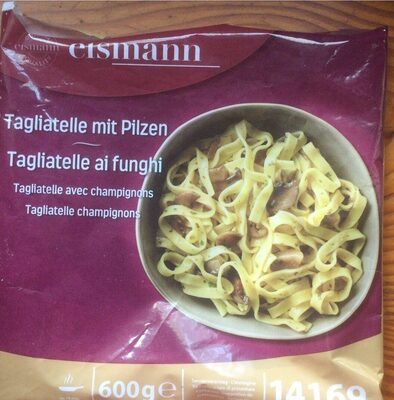 eismann
eismann
Tagliatelle mit Pilzen
Tagliatelle ai funghi
Tagliatelle avec champignons
Tagliatelle champignons
600g e
14169